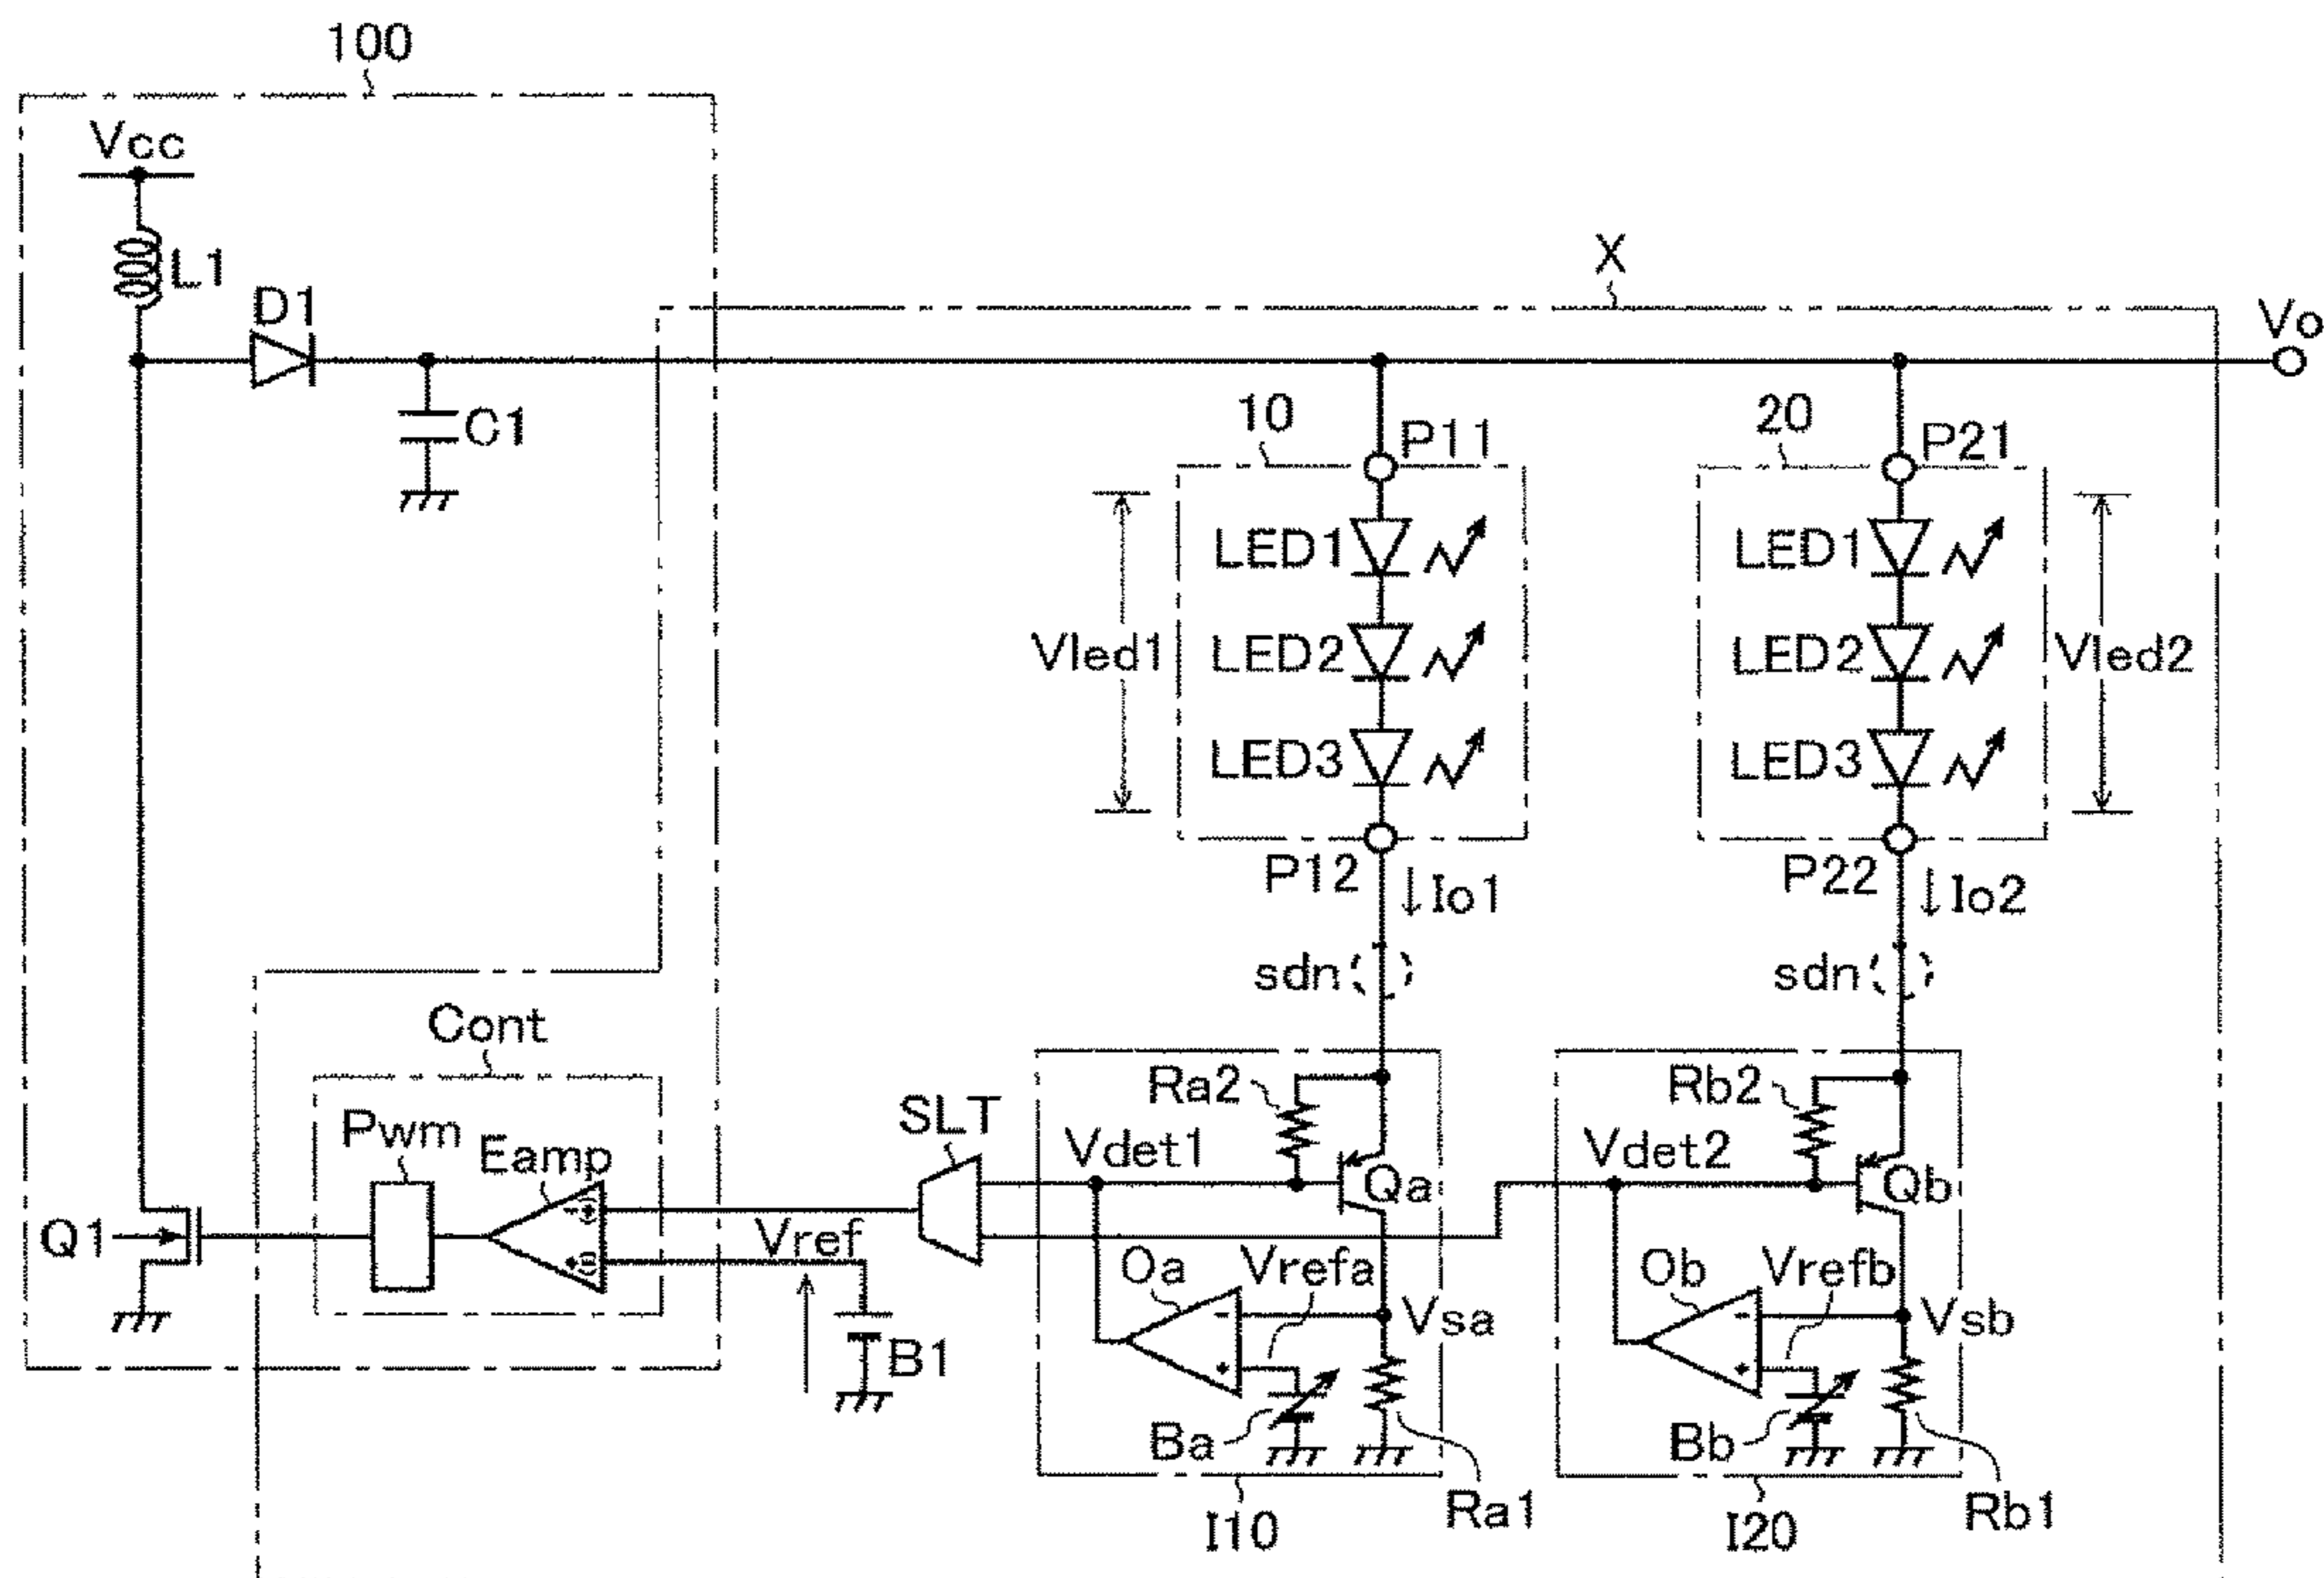 100
Vcc
X
L1
D1
Vo
C1
10
P11
20
P21
LED1
LED1
Vled1
LED2
LED2
Vled2
LED3
LED3
P12
Io1
P22
Io2
sdn
sdn
Cont
Ra2
Rb2
SLT
Pwm
Eamp
Vdet1
Qa
Vdet2
Qb
Q1
Vref
Oa
Vrefa
Ob
Vrefb
Vsa
Vsb
B1
Ba
Bb
Ra1
Rb1
I10
I20